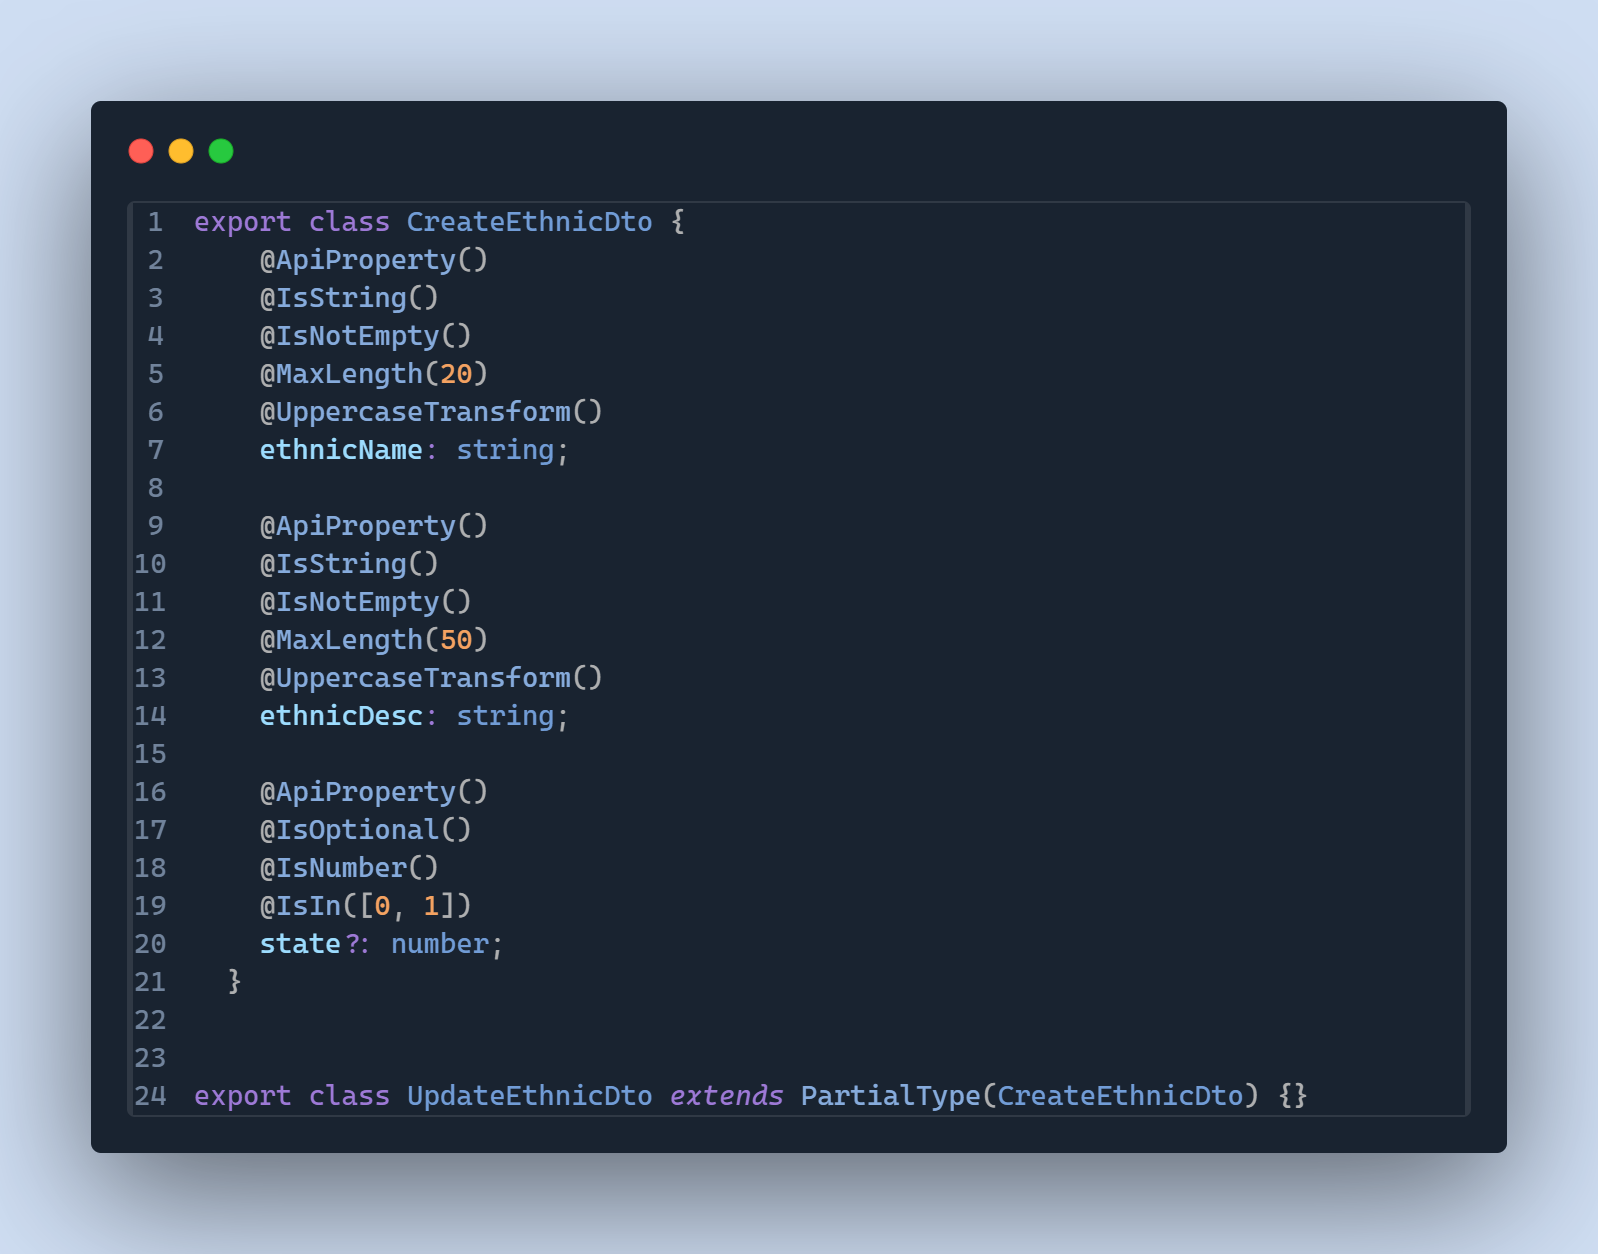 1 export class CreateEthnicDto {
2     @ApiProperty()
3     @IsString()
4     @IsNotEmpty()
5     @MaxLength(20)
6     @UppercaseTransform()
7     ethnicName: string;
8
9     @ApiProperty()
10     @IsString()
11     @IsNotEmpty()
12     @MaxLength(50)
13     @UppercaseTransform()
14     ethnicDesc: string;
15
16     @ApiProperty()
17     @IsOptional()
18     @IsNumber()
19     @IsIn([0, 1])
20     state?: number;
21   }
22
23
24 export class UpdateEthnicDto extends PartialType(CreateEthnicDto) {}